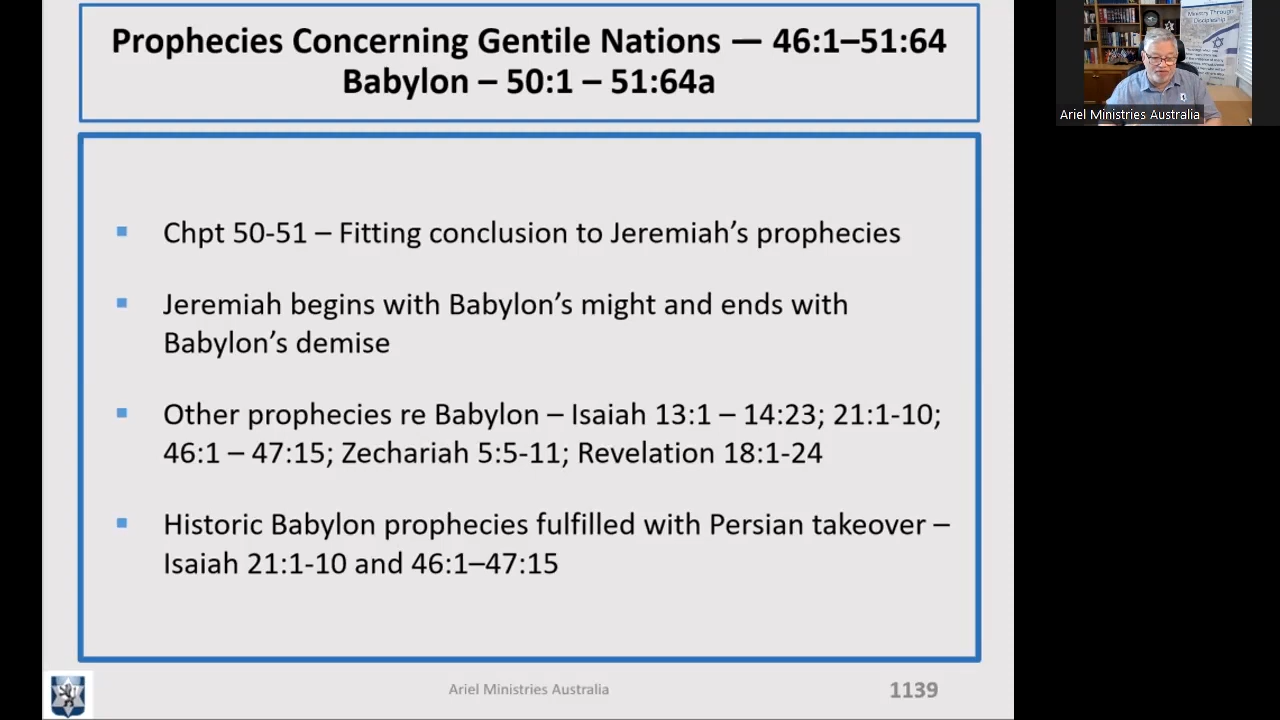 Prophecies Concerning Gentile Nations — 46:1–51:64
Babylon – 50:1 – 51:64a
Chpt 50-51 – Fitting conclusion to Jeremiah’s prophecies
Jeremiah begins with Babylon’s might and ends with
Babylon’s demise
Other prophecies re Babylon – Isaiah 13:1 – 14:23; 21:1-10;
46:1 – 47:15; Zechariah 5:5-11; Revelation 18:1-24
Historic Babylon prophecies fulfilled with Persian takeover –
Isaiah 21:1-10 and 46:1–47:15
Ariel Ministries Australia
1139
Ministry Through
Discipleship
Ariel Ministries Australia